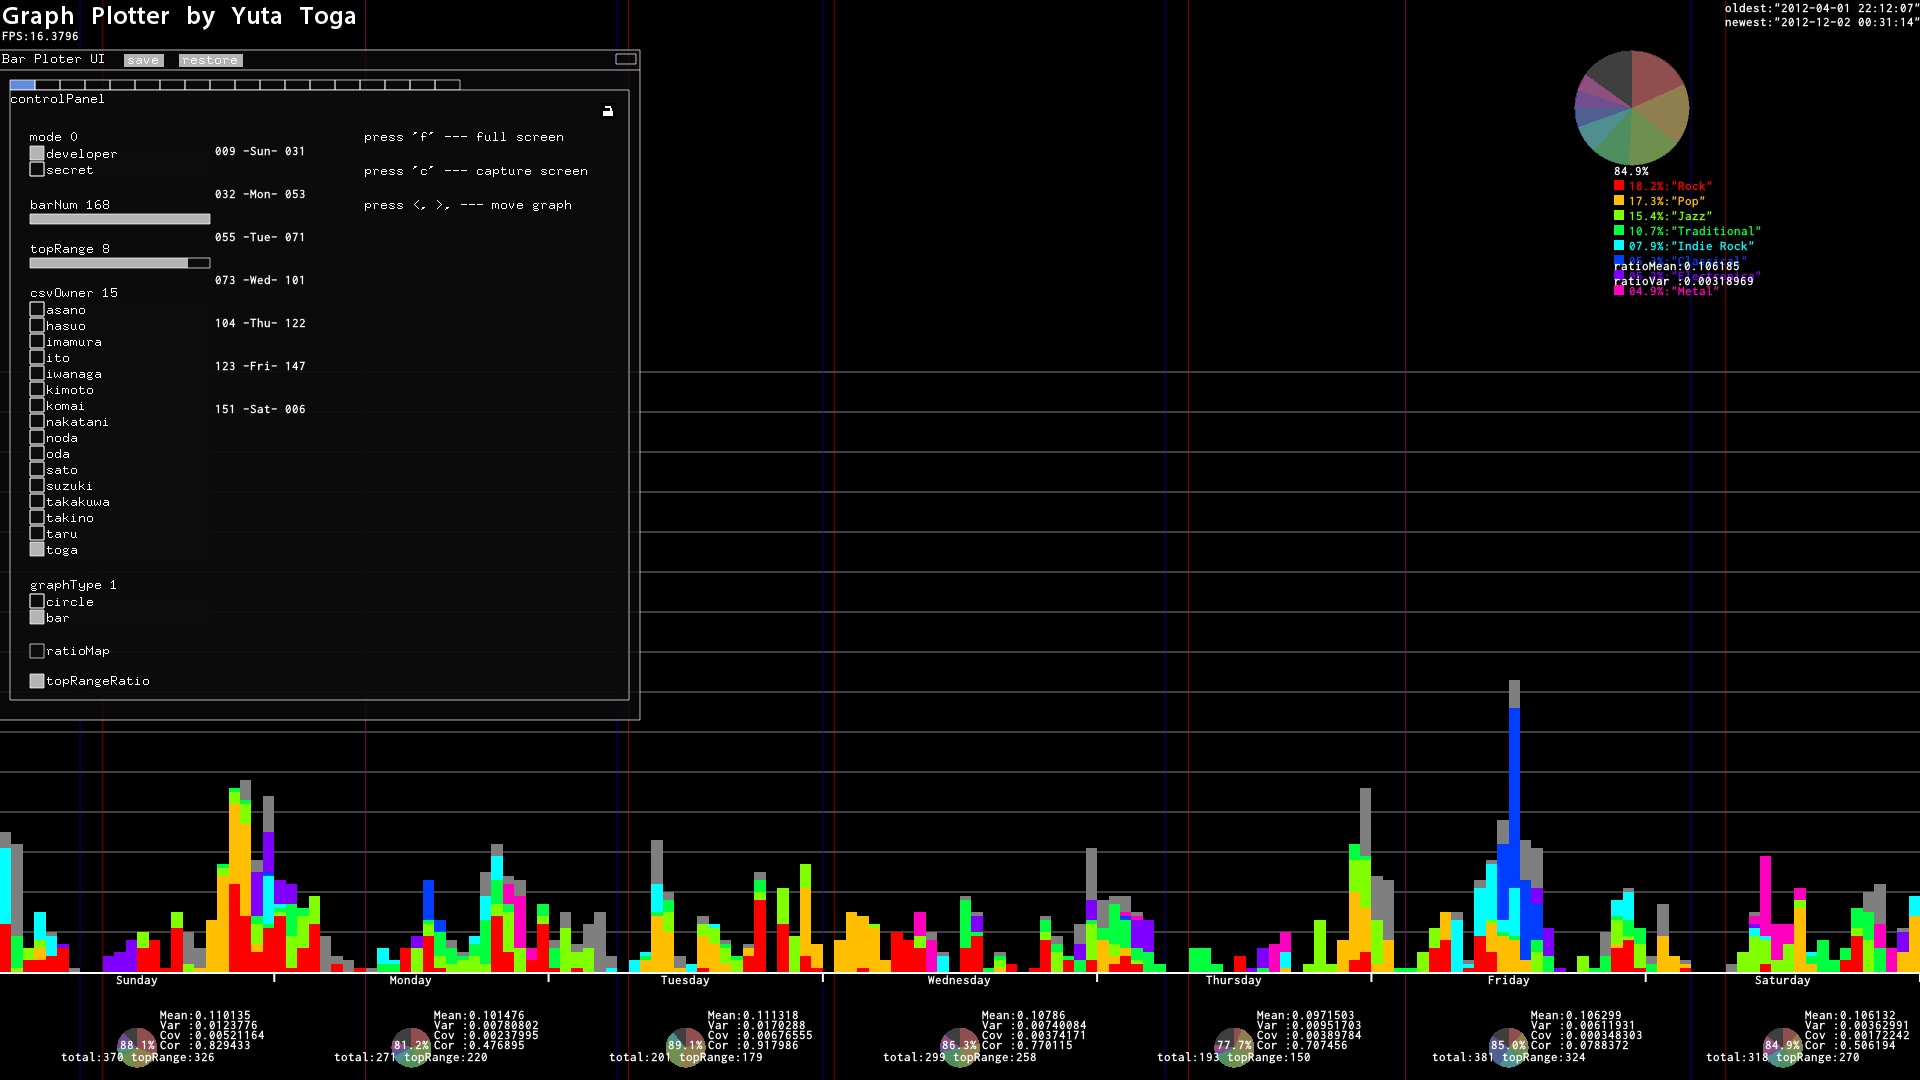 Graph Plotter by Yuta Toga
FPS:16.3796
oldest:"2012-04-01 22:12:07"
newest:"2012-12-02 00:31:14"
Bar Ploter UI save restore
controlPanel
mode 0
developer
secret
barNum 168
topRange 8
csvOwner 15
asano
hasuo
imamura
ito
iwanaga
kimoto
komai
nakatani
noda
oda
sato
suzuki
takakuwa
takino
taru
toga
graphType 1
circle
bar
ratioMap
topRangeRatio
009 -Sun- 031
032 -Mon- 053
055 -Tue- 071
073 -Wed- 101
104 -Thu- 122
123 -Fri- 147
151 -Sat- 006
press 'f' --- full screen
press 'c' --- capture screen
press <, >, --- move graph
84.9%
18.2%:"Rock"
17.3%:"Pop"
15.4%:"Jazz"
10.7%:"Traditional"
07.9%:"Indie Rock"
ratioMean:0.106185
ratioVar :0.00318969
04.9%:"Metal"
Sunday Monday Tuesday Wednesday Thursday Friday Saturday
Mean:0.110135
Var :0.0123776
Cov :0.00521164
Cor :0.829433
88.1%
total:370 topRange:326
Mean:0.101476
Var :0.00780802
Cov :0.00237995
Cor :0.476895
81.2%
total:271 topRange:220
Mean:0.111318
Var :0.0170288
Cov :0.00676555
Cor :0.917986
89.1%
total:201 topRange:179
Mean:0.10786
Var :0.00740084
Cov :0.00374171
Cor :0.770115
86.3%
total:299 topRange:258
Mean:0.0971503
Var :0.00951703
Cov :0.00389784
Cor :0.707456
77.7%
total:193 topRange:150
Mean:0.106299
Var :0.00611931
Cov :0.000348303
Cor :0.0788372
85.0%
total:381 topRange:324
Mean:0.106132
Var :0.00362991
Cov :0.00172242
Cor :0.506194
84.9%
total:318 topRange:270